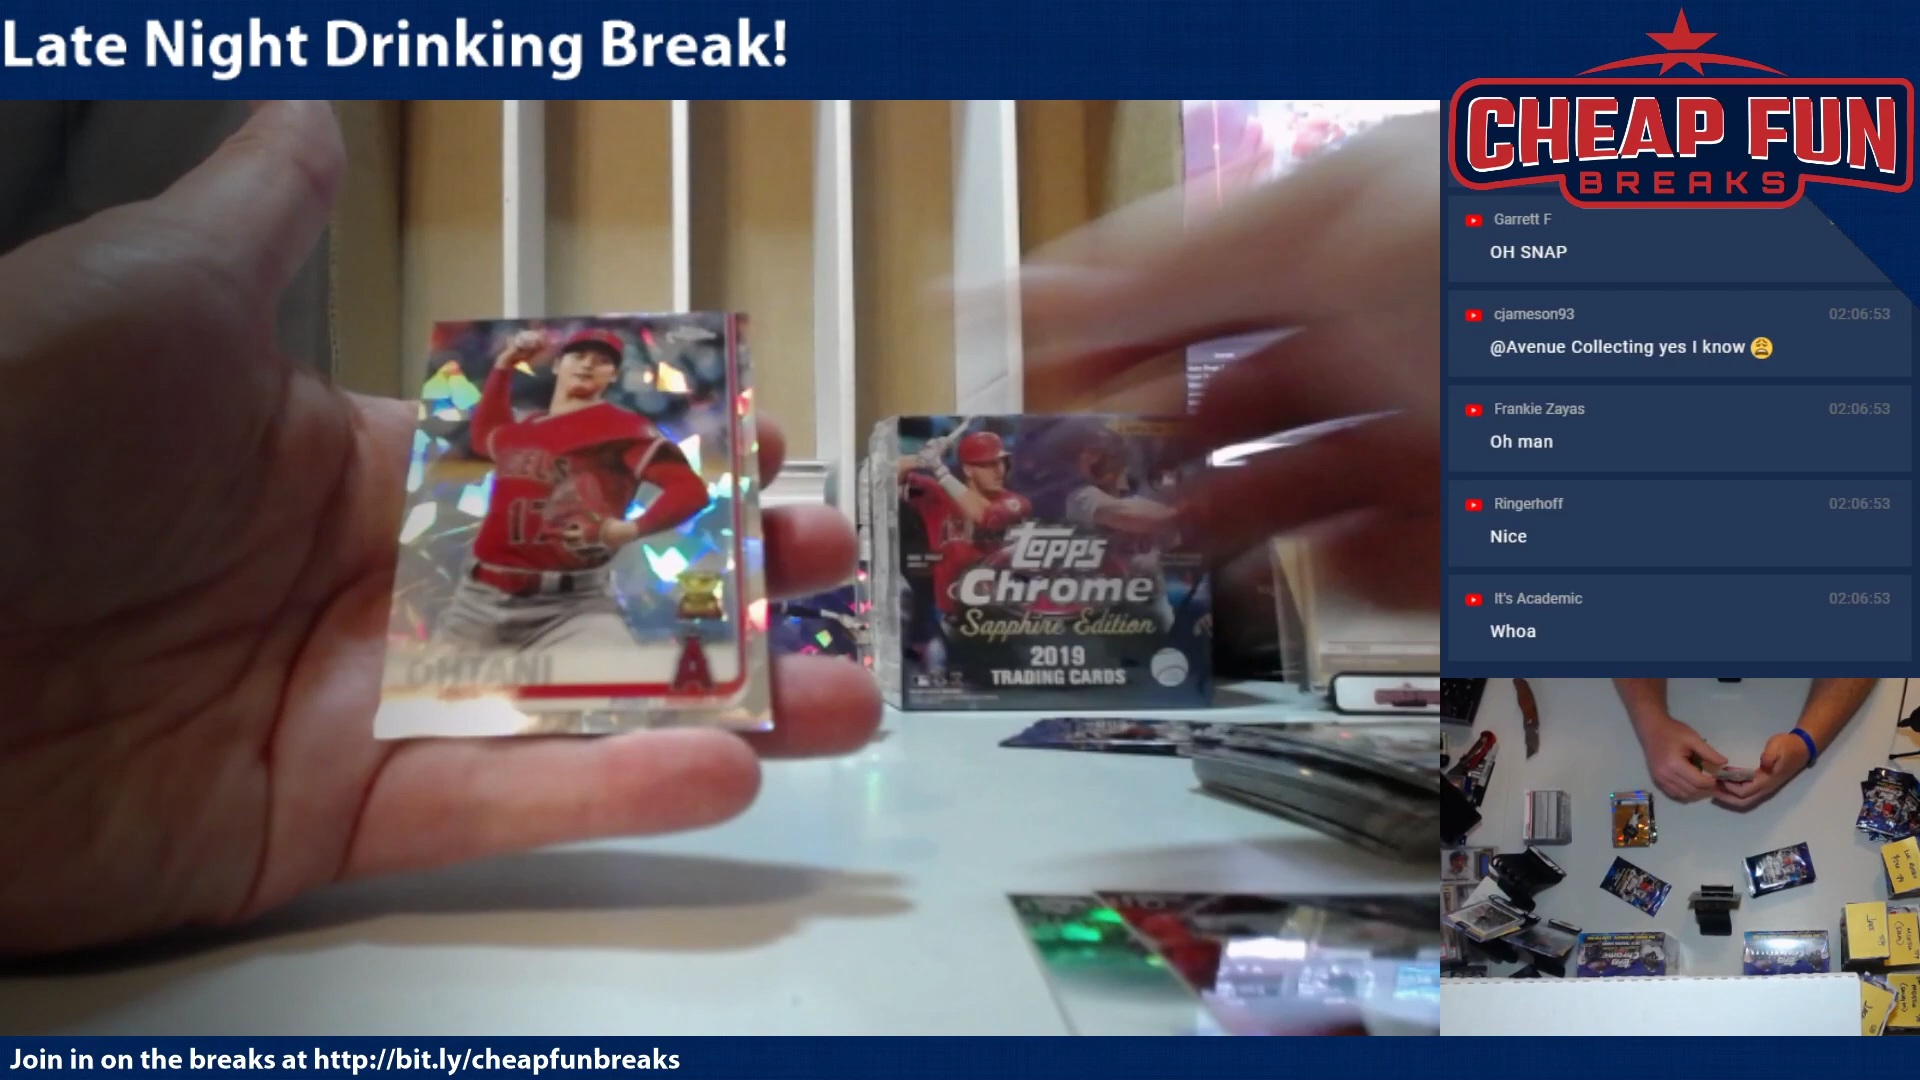 Late Night Drinking Break!
CHEAP FUN
BREAKS
Garrett F
OH SNAP
cjameson93 02:06:53
@Avenue Collecting yes I know 😩
Frankie Zayas 02:06:53
Oh man
Ringerhoff 02:06:53
Nice
It's Academic 02:06:53
Whoa
OHTANI
A
Topps
Chrome
Sapphire Edition
2019
TRADING CARDS
Join in on the breaks at http://bit.ly/cheapfunbreaks